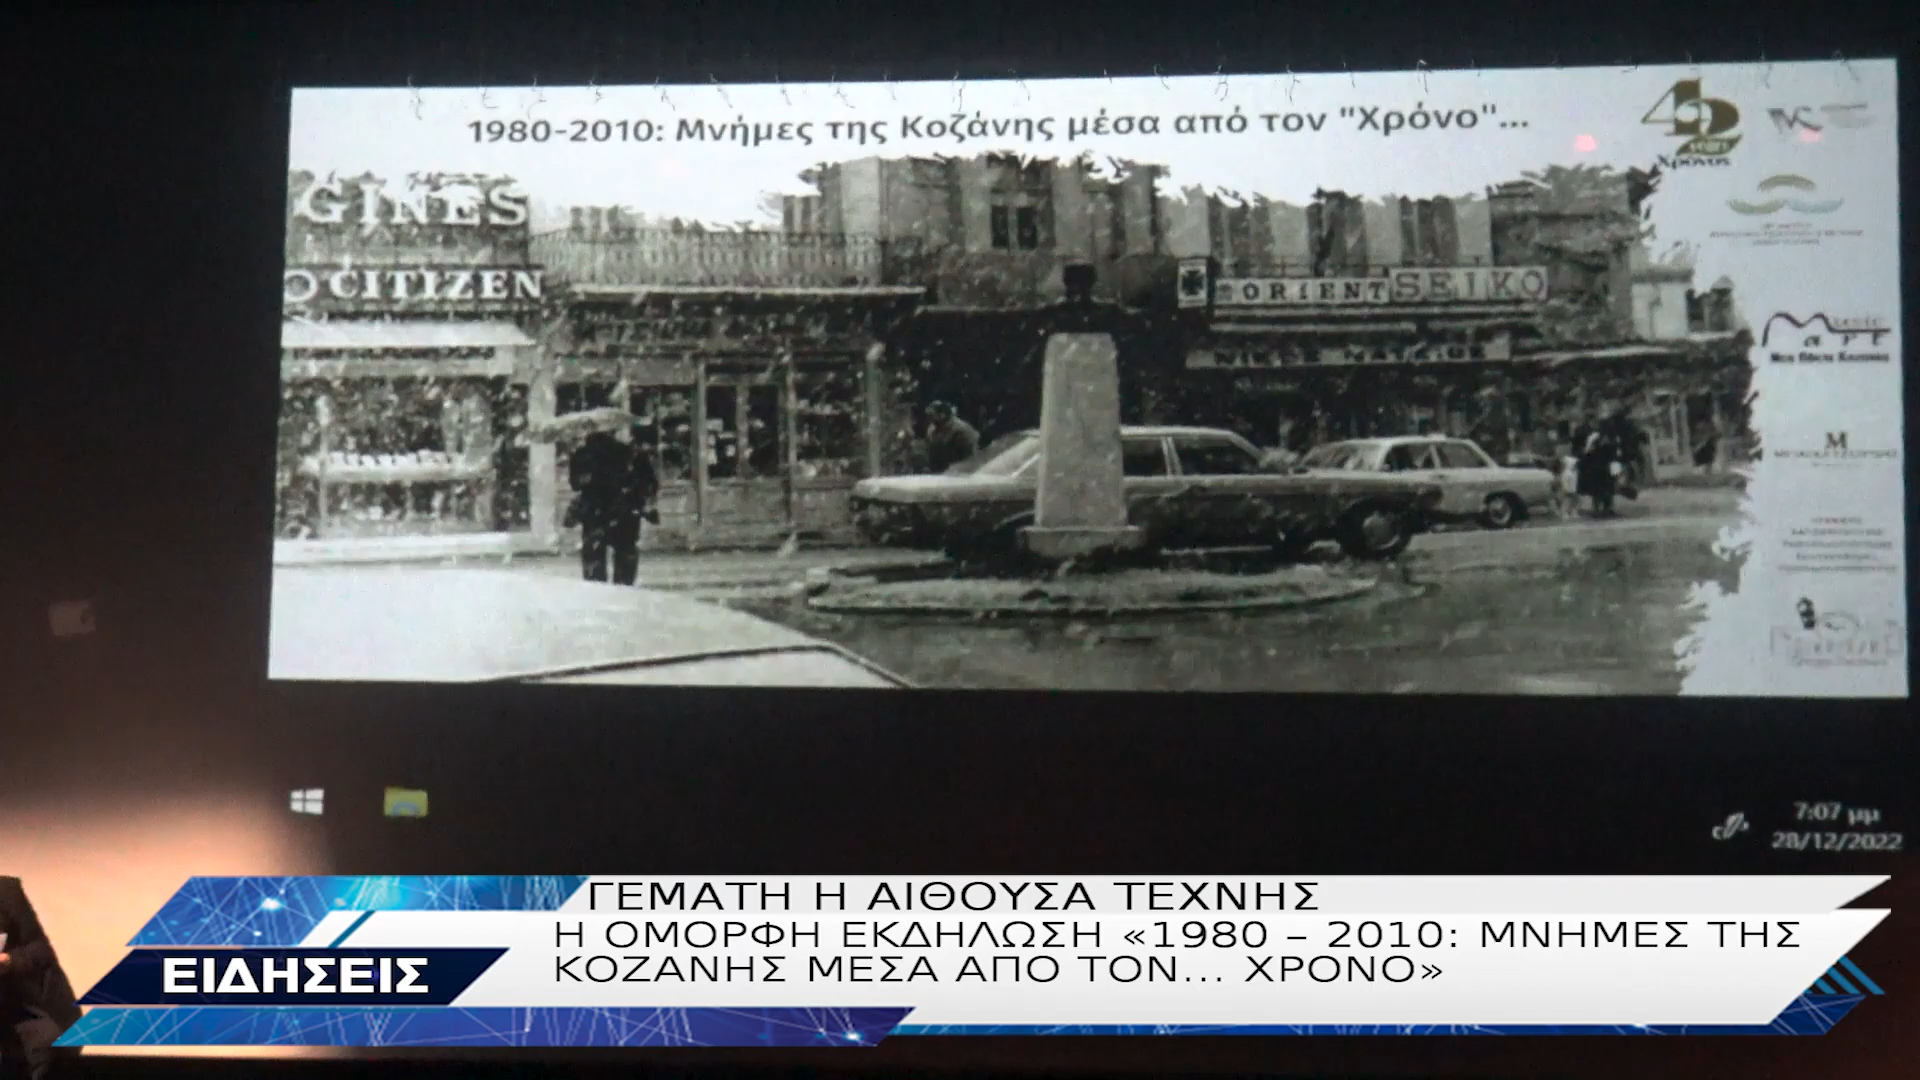 1980-2010: Μνήμες της Κοζάνης μέσα από τον "Χρόνο"...
Χρόνος
GINES
CITIZEN
ORIENT SEIKO
7:07 μμ
28/12/2022
ΓΕΜΑΤΗ Η ΑΙΘΟΥΣΑ ΤΕΧΝΗΣ
Η ΟΜΟΡΦΗ ΕΚΔΗΛΩΣΗ «1980 – 2010: ΜΝΗΜΕΣ ΤΗΣ
ΚΟΖΑΝΗΣ ΜΕΣΑ ΑΠΟ ΤΟΝ... ΧΡΟΝΟ»
ΕΙΔΗΣΕΙΣ